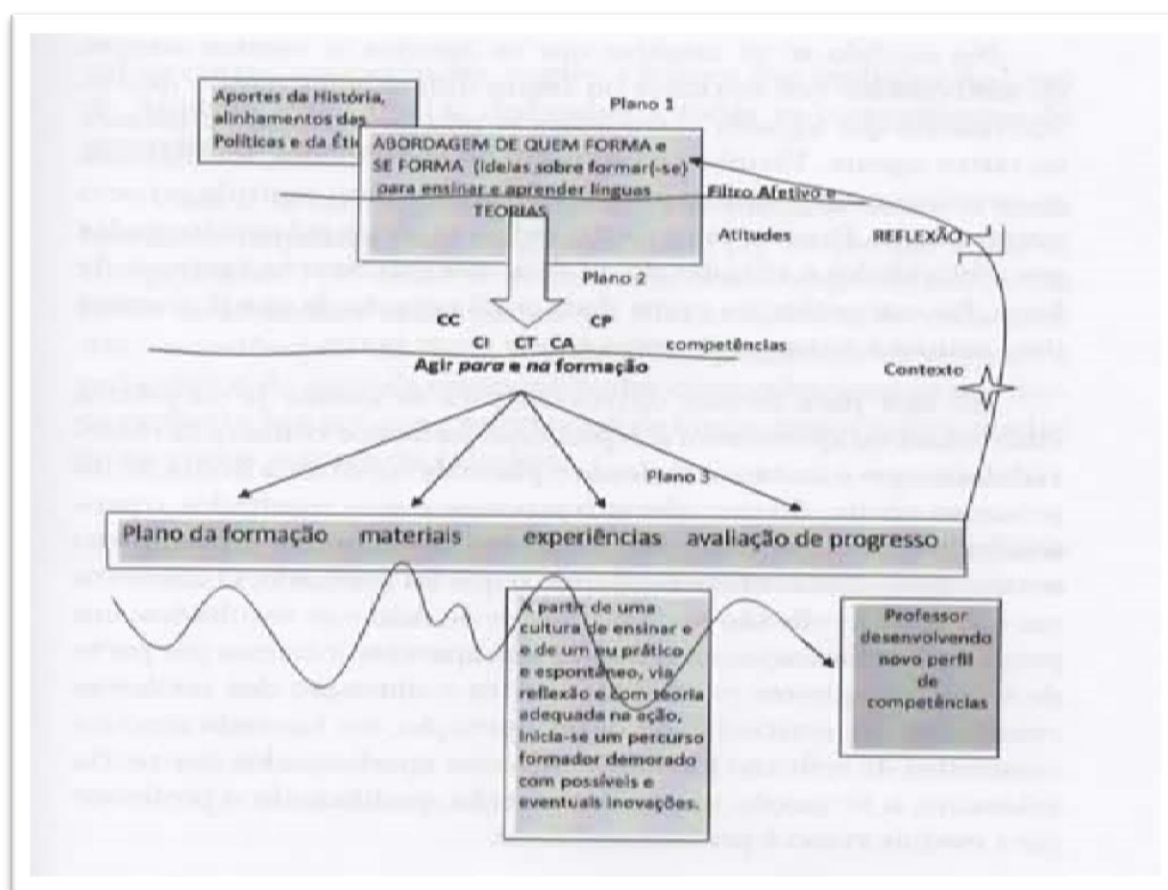 Aportes da História,
alinhamentos das
Políticas e da Étic
Plano 1
ABORDAGEM DE QUEM FORMA e
SE FORMA (ideias sobre formar(-se)
para ensinar e aprender línguas
TEORIAS
Filtro Afetivo e
Atitudes
REFLEXÃO
Plano 2
CC CP
CI CT CA competências
Agir para e na formação
Contexto
Plano 3
Plano da formação materiais experiências avaliação de progresso
A partir de uma
cultura de ensinar e
e de um eu prático
e espontâneo, via
reflexão e com teoria
adequada na ação,
inicia-se um percurso
formador demorado
com possíveis e
eventuais inovações.
Professor
desenvolvendo
novo perfil
de
competências